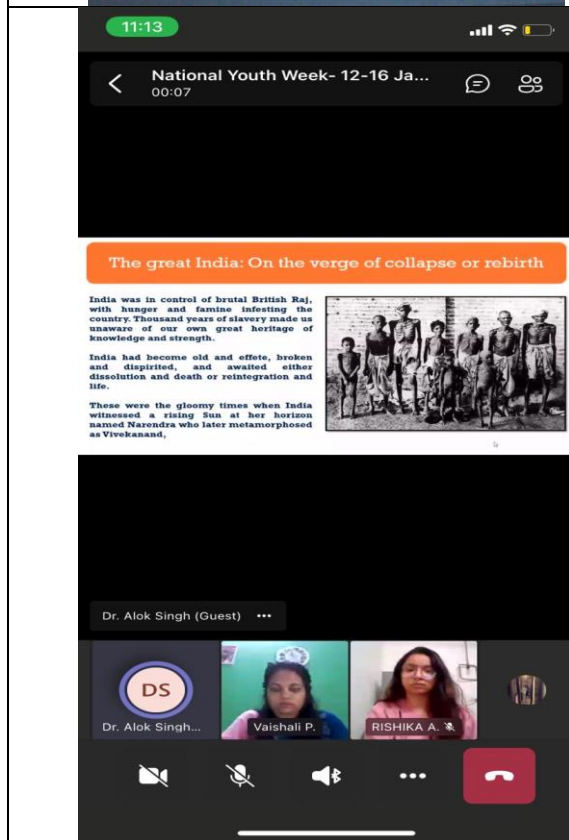 11:13
National Youth Week- 12-16 Ja...
00:07
The great India: On the verge of collapse or rebirth
India was in control of brutal British Raj,
with hunger and famine infesting the
country. Thousand years of slavery made us
unaware of our own great heritage of
knowledge and strength.
India had become old and effete, broken
and dispirited, and awaited either
dissolution and death or reintegration and
life.
These were the gloomy times when India
witnessed a rising Sun at her horizon
named Narendra who later metamorphosed
as Vivekanand,
Dr. Alok Singh (Guest) •••
DS
Dr. Alok Singh...
Vaishali P.
RISHIKA A.